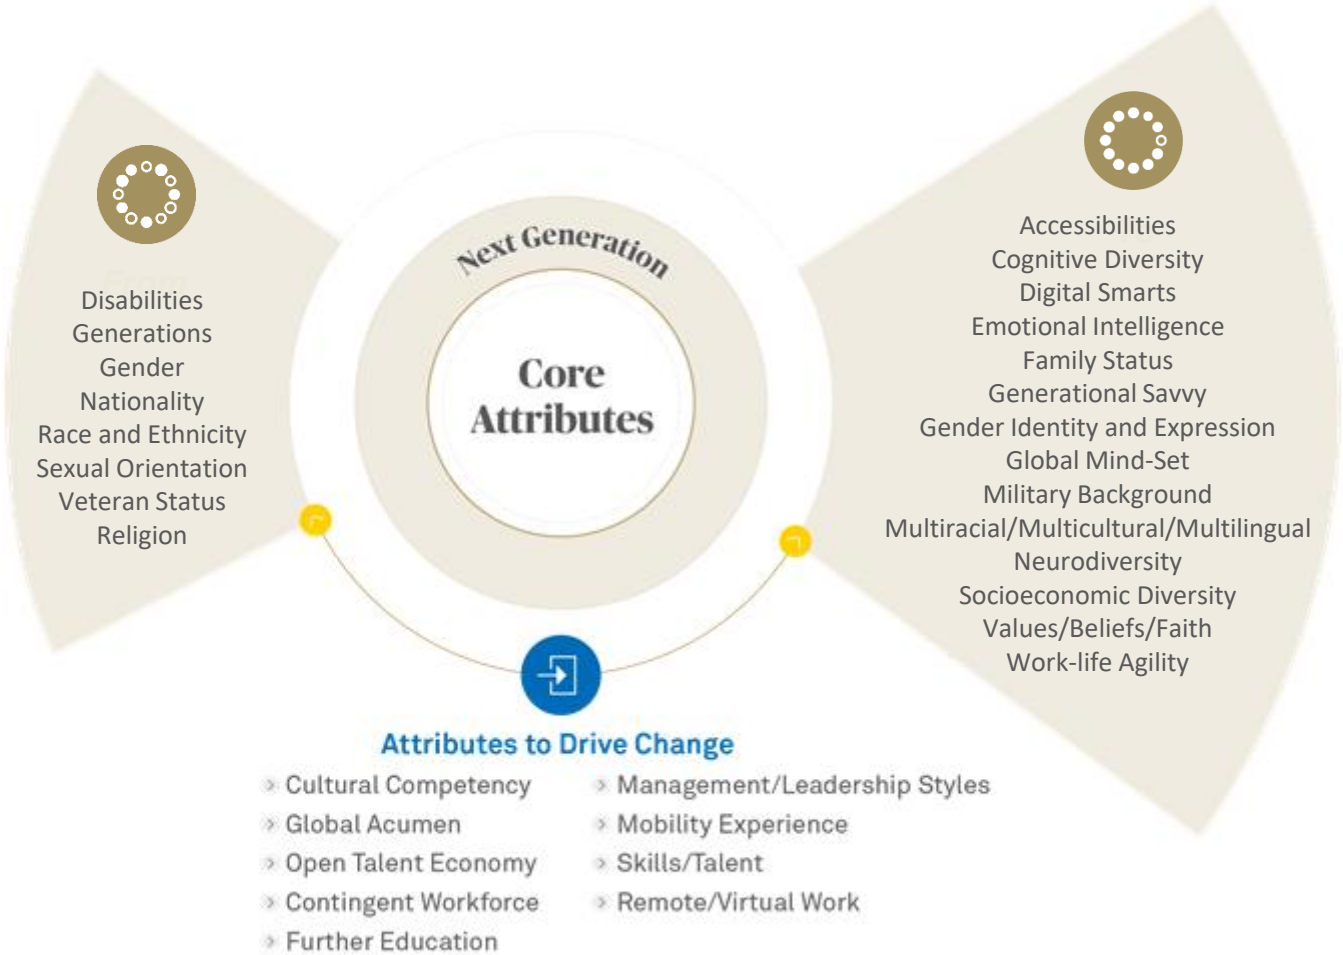 Disabilities
Generations
Gender
Nationality
Race and Ethnicity
Sexual Orientation
Veteran Status
Religion
Next Generation
Core
Attributes
Accessibilities
Cognitive Diversity
Digital Smarts
Emotional Intelligence
Family Status
Generational Savvy
Gender Identity and Expression
Global Mind-Set
Military Background
Multiracial/Multicultural/Multilingual
Neurodiversity
Socioeconomic Diversity
Values/Beliefs/Faith
Work-life Agility
Attributes to Drive Change
Cultural Competency
Global Acumen
Open Talent Economy
Contingent Workforce
Further Education
Management/Leadership Styles
Mobility Experience
Skills/Talent
Remote/Virtual Work